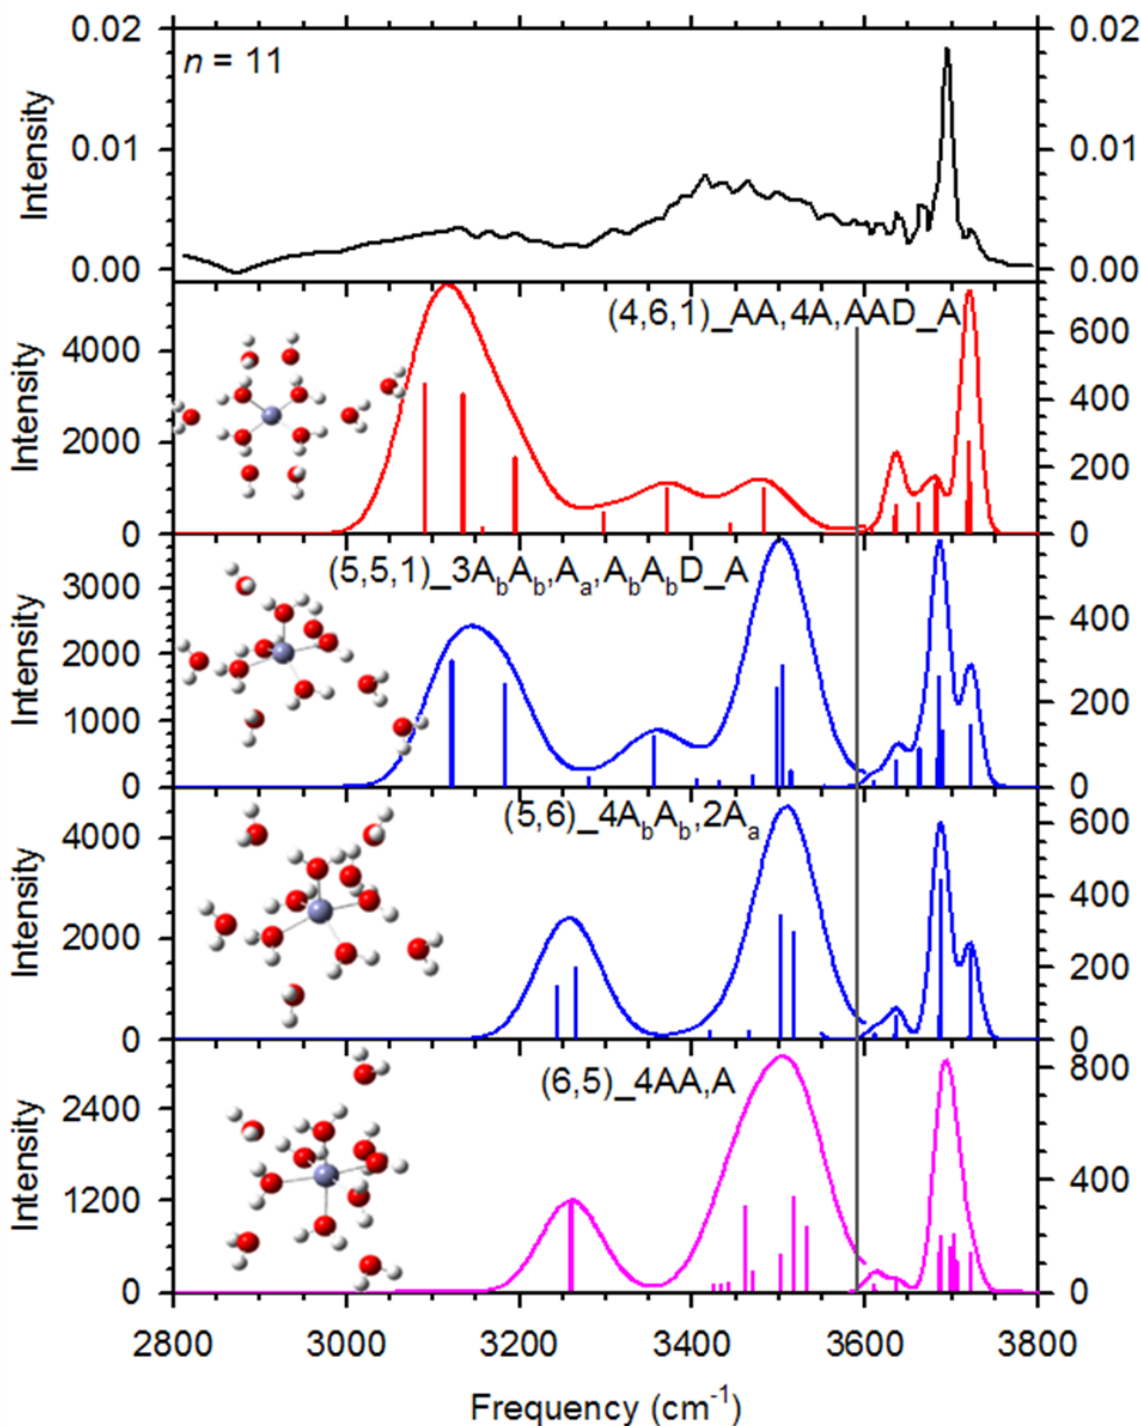 0.02 0.02
n = 11
Intensity
0.01 0.01
0.00 0.00
(4,6,1)_AA,4A,AAD_A
600
4000
400
Intensity
2000
200
0 0
(5,5,1)_3AbAb,Aa,AbAbD_A
3000
400
2000
Intensity
200
1000
0 0
(5,6)_4AbAb,2Aa
600
4000
400
Intensity
2000
200
0 0
(6,5)_4AA,A
800
2400
400
Intensity
1200
0 0
2800 3000 3200 3400 3600 3800
Frequency (cm-1)